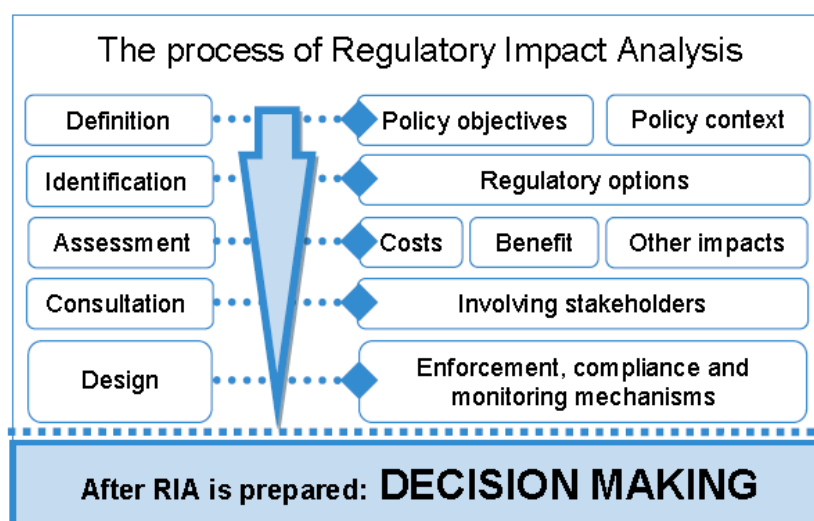 The process of Regulatory Impact Analysis
Definition
Policy objectives
Policy context
Identification
Regulatory options
Assessment
Costs
Benefit
Other impacts
Consultation
Involving stakeholders
Design
Enforcement, compliance and
monitoring mechanisms
After RIA is prepared: DECISION MAKING